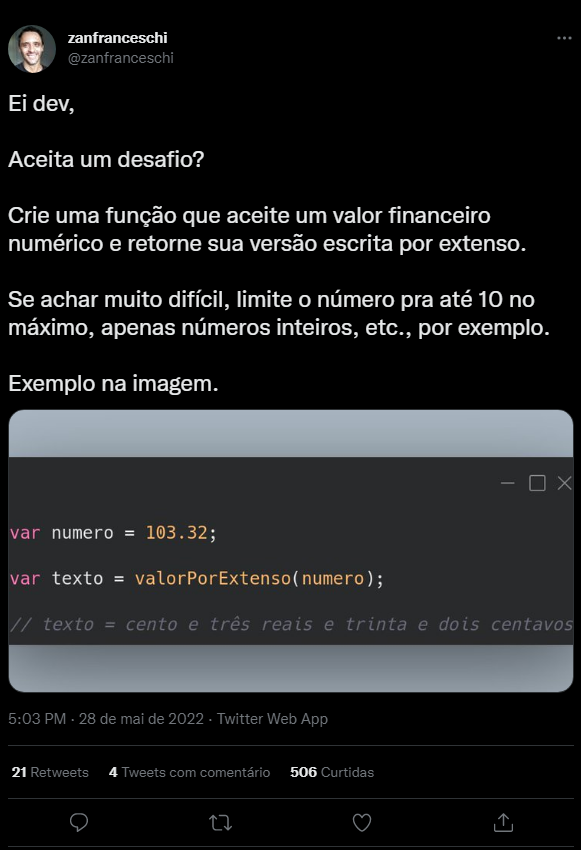 zanfranceschi
@zanfranceschi
Ei dev,
Aceita um desafio?
Crie uma função que aceite um valor financeiro
numérico e retorne sua versão escrita por extenso.
Se achar muito difícil, limite o número pra até 10 no
máximo, apenas números inteiros, etc., por exemplo.
Exemplo na imagem.
var numero = 103.32;
var texto = valorPorExtenso(numero);
// texto = cento e três reais e trinta e dois centavos
5:03 PM · 28 de mai de 2022 · Twitter Web App
21 Retweets 4 Tweets com comentário 506 Curtidas